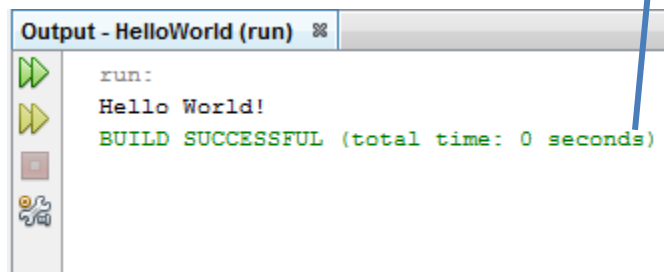 Output - HelloWorld (run)
run:
Hello World!
BUILD SUCCESSFUL (total time: 0 seconds)